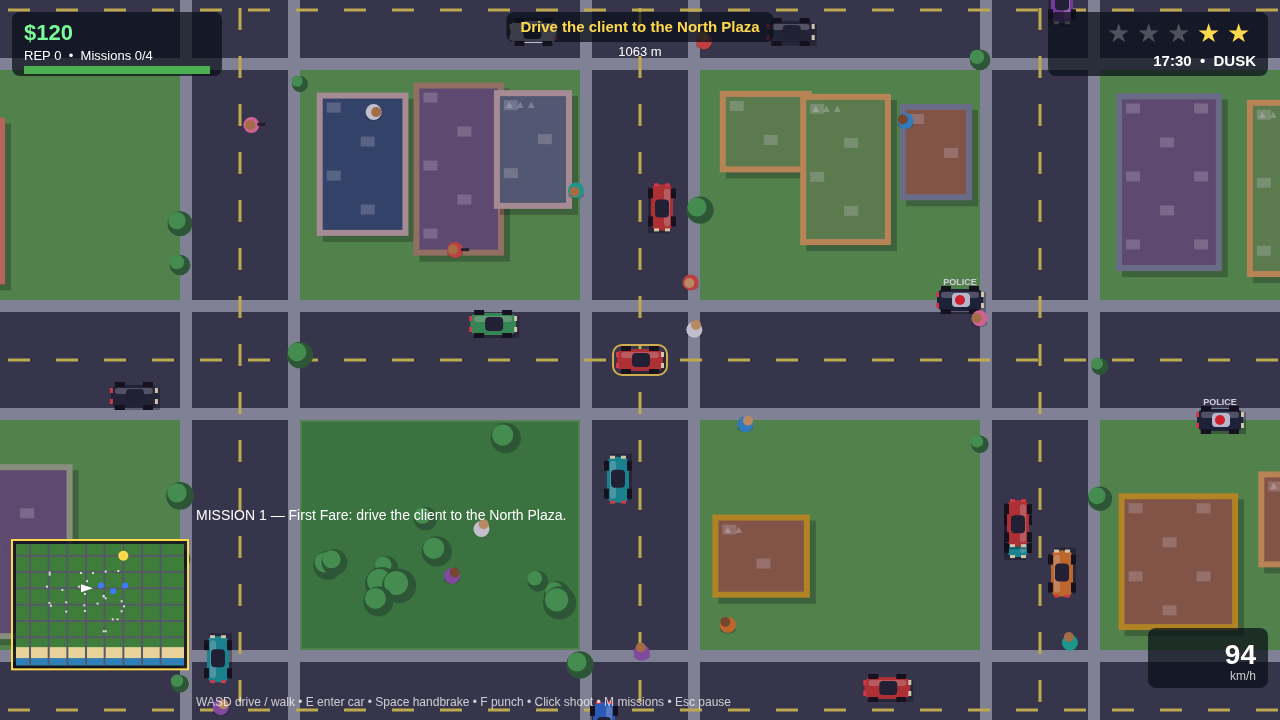 $120
REP 0 • Missions 0/4
Drive the client to the North Plaza
1063 m
★★★★★
17:30 • DUSK
POLICE
POLICE
MISSION 1 — First Fare: drive the client to the North Plaza.
94
km/h
WASD drive / walk • E enter car • Space handbrake • F punch • Click shoot • M missions • Esc pause